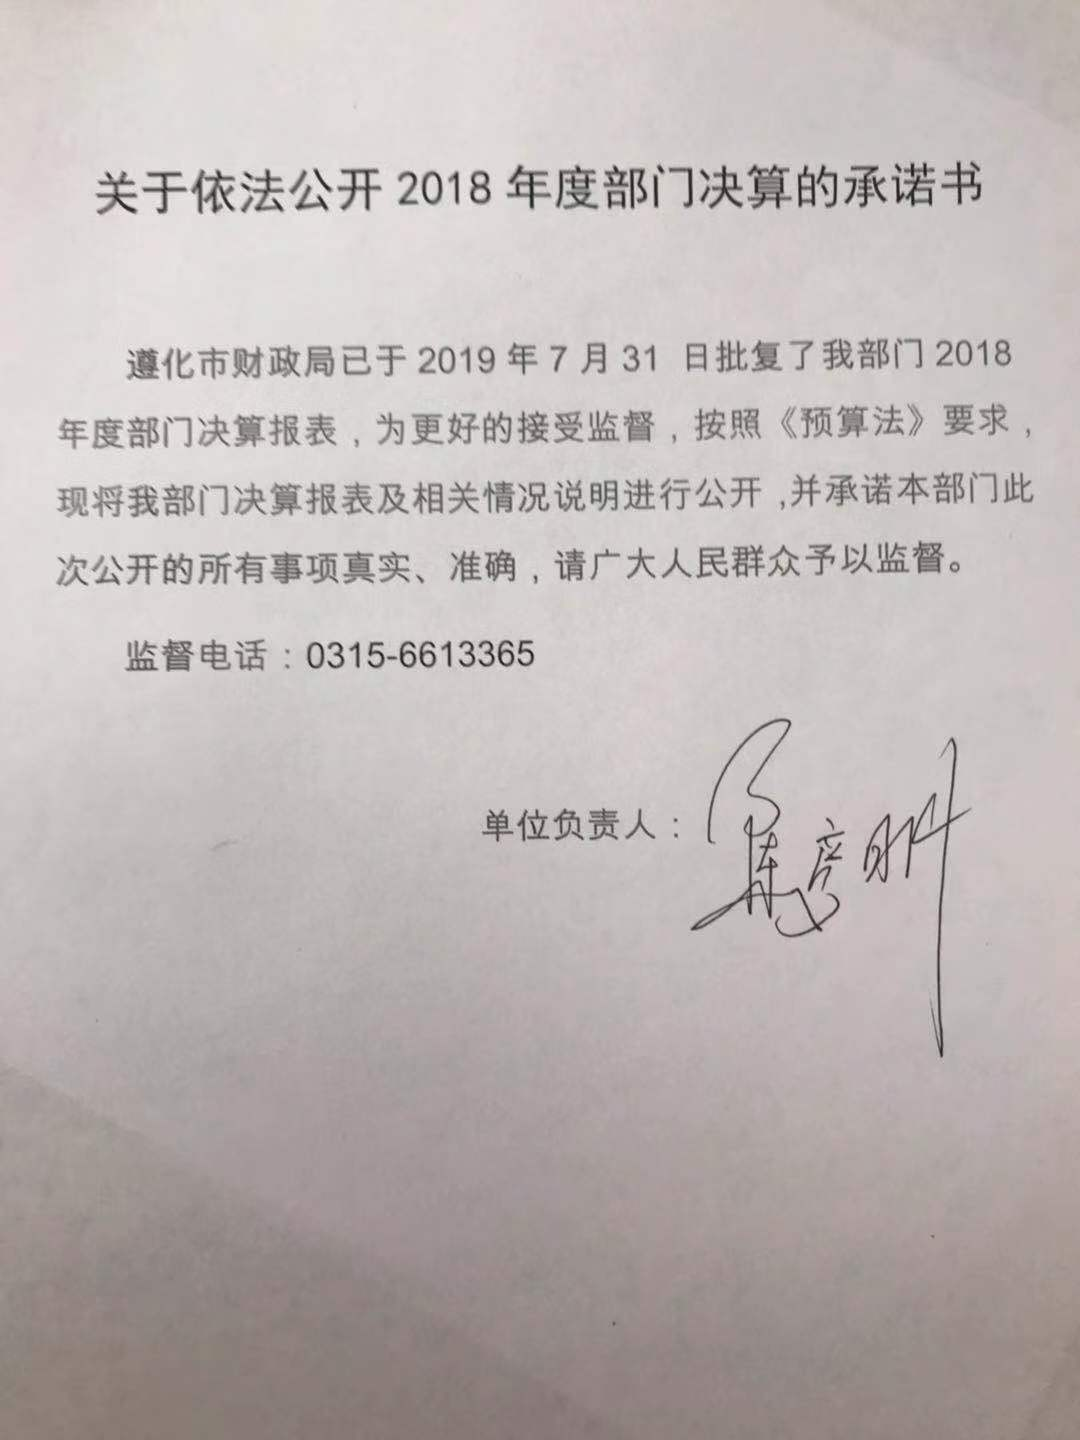 关于依法公开 2018 年度部门决算的承诺书
遵化市财政局已于 2019 年 7 月 31 日批复了我部门 2018
年度部门决算报表，为更好的接受监督，按照《预算法》要求，
现将我部门决算报表及相关情况说明进行公开,并承诺本部门此
次公开的所有事项真实、准确，请广大人民群众予以监督。
监督电话：0315-6613365
单位负责人：